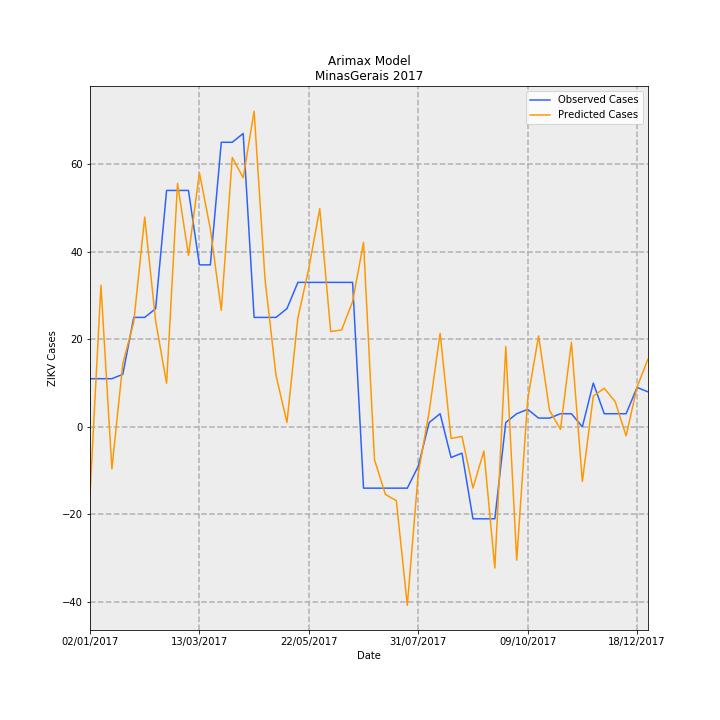 Arimax Model
MinasGerais 2017
Observed Cases
Predicted Cases
ZIKV Cases
60
40
20
0
−20
−40
02/01/2017
13/03/2017
22/05/2017
31/07/2017
09/10/2017
18/12/2017
Date